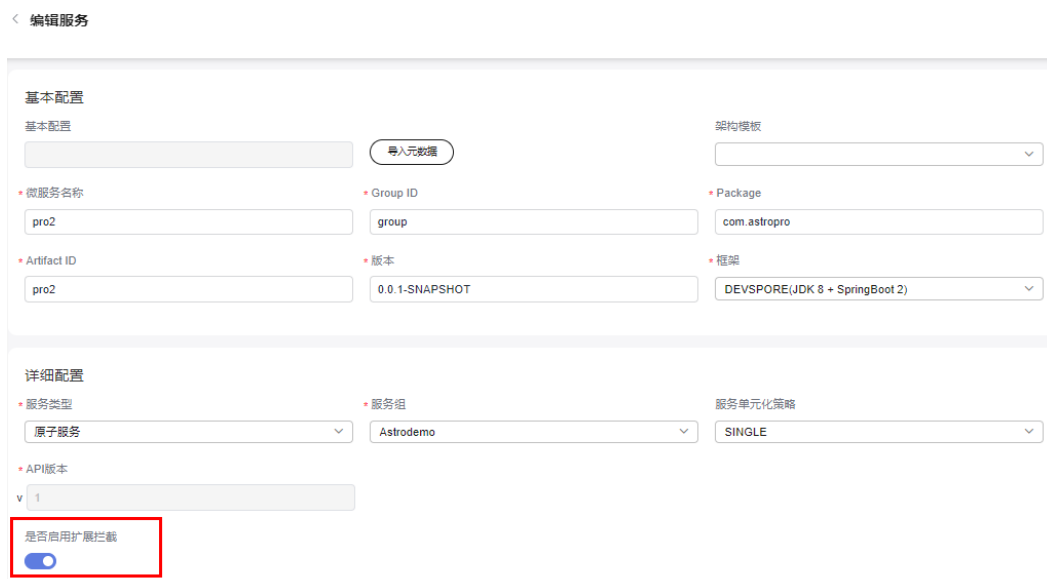 编辑服务
基本配置
基本配置
架构模板
导入元数据
* 微服务名称
* Group ID
* Package
pro2
group
com.astropro
* Artifact ID
* 版本
* 框架
pro2
0.0.1-SNAPSHOT
DEVSPORE(JDK 8 + SpringBoot 2)
详细配置
* 服务类型
* 服务组
服务单元化策略
原子服务
Astrodemo
SINGLE
* API版本
v 1
是否启用扩展拦截